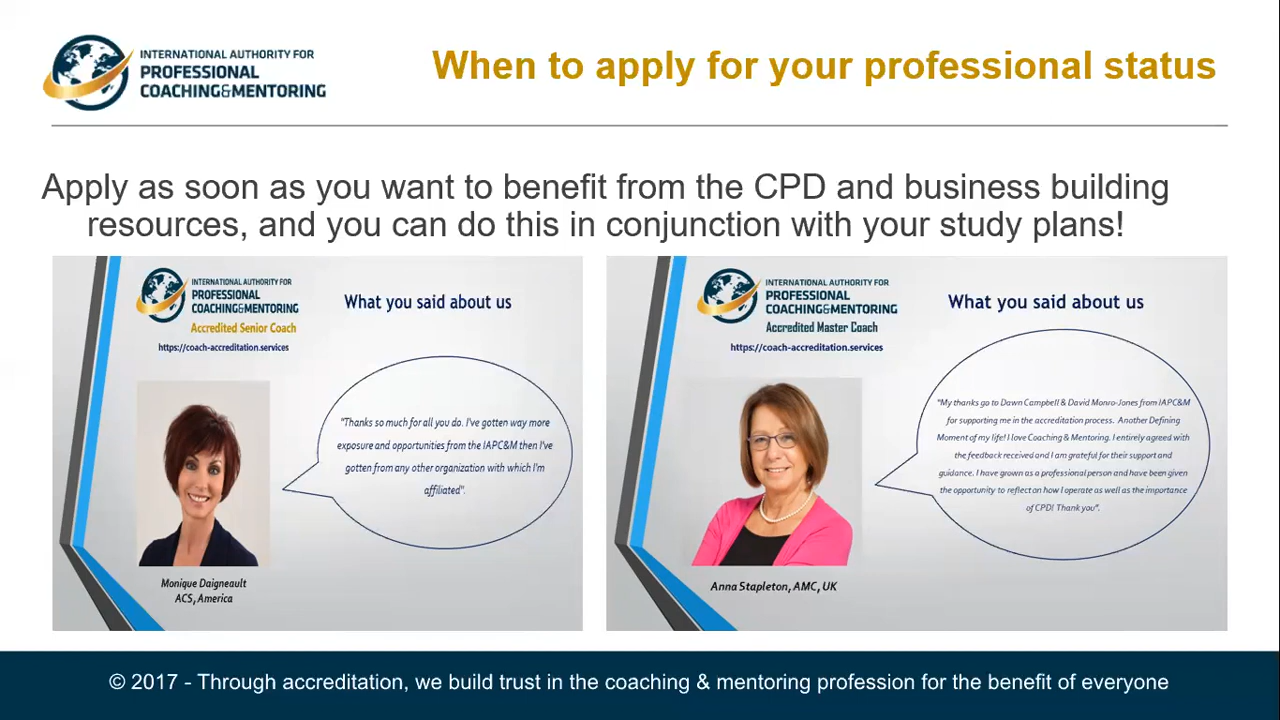 INTERNATIONAL AUTHORITY FOR
PROFESSIONAL
COACHING&MENTORING
When to apply for your professional status
Apply as soon as you want to benefit from the CPD and business building
resources, and you can do this in conjunction with your study plans!
INTERNATIONAL AUTHORITY FOR
PROFESSIONAL
COACHING&MENTORING
Accredited Senior Coach
https://coach-accreditation.services
What you said about us
"Thanks so much for all you do. I've gotten way more
exposure and opportunities from the IAPC&M then I've
gotten from any other organization with which I'm
affiliated".
Monique Daigneault
ACS, America
INTERNATIONAL AUTHORITY FOR
PROFESSIONAL
COACHING&MENTORING
Accredited Master Coach
https://coach-accreditation.services
What you said about us
"My thanks go to Dawn Campbell & David Monro-Jones from IAPC&M
for supporting me in the accreditation process. Another Defining
Moment of my life! I love Coaching & Mentoring. I entirely agreed with
the feedback received and I am grateful for their support and
guidance. I have grown as a professional person and have been given
the opportunity to reflect on how I operate as well as the importance
of CPD! Thank you".
Anna Stapleton, AMC, UK
© 2017 - Through accreditation, we build trust in the coaching & mentoring profession for the benefit of everyone